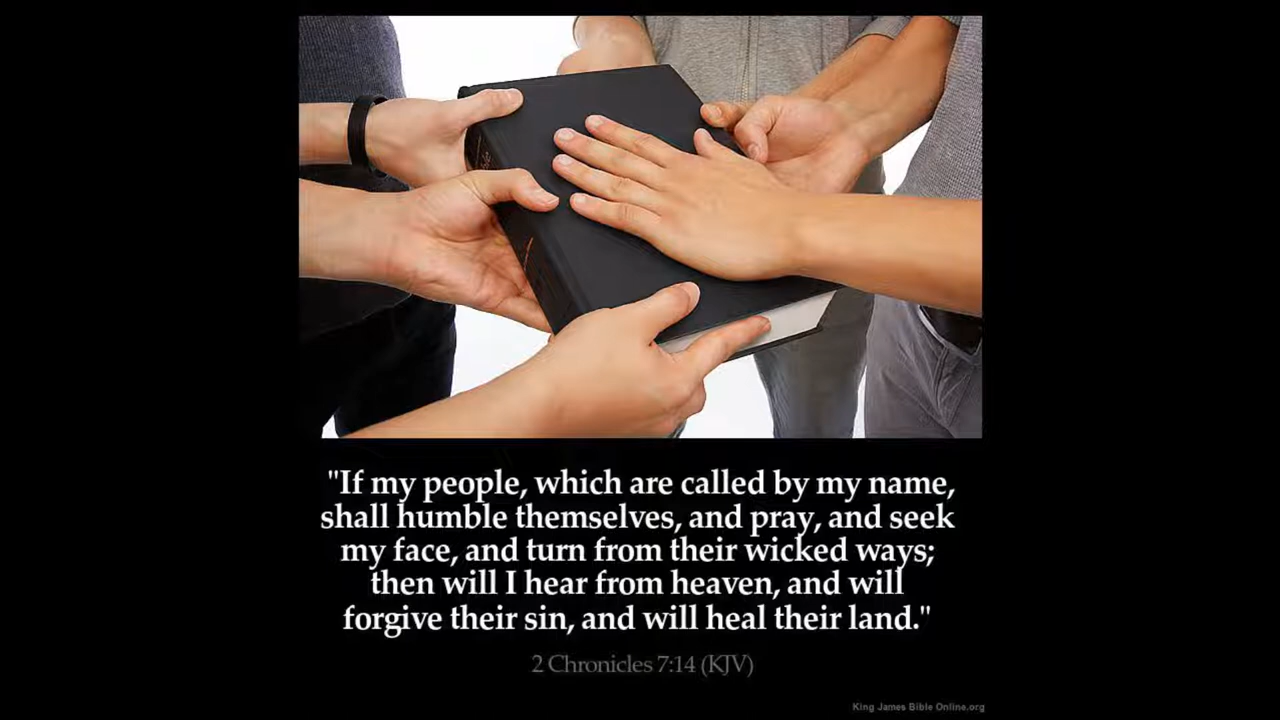 "If my people, which are called by my name,
shall humble themselves, and pray, and seek
my face, and turn from their wicked ways;
then will I hear from heaven, and will
forgive their sin, and will heal their land."
2 Chronicles 7:14 (KJV)
King James Bible Online.org